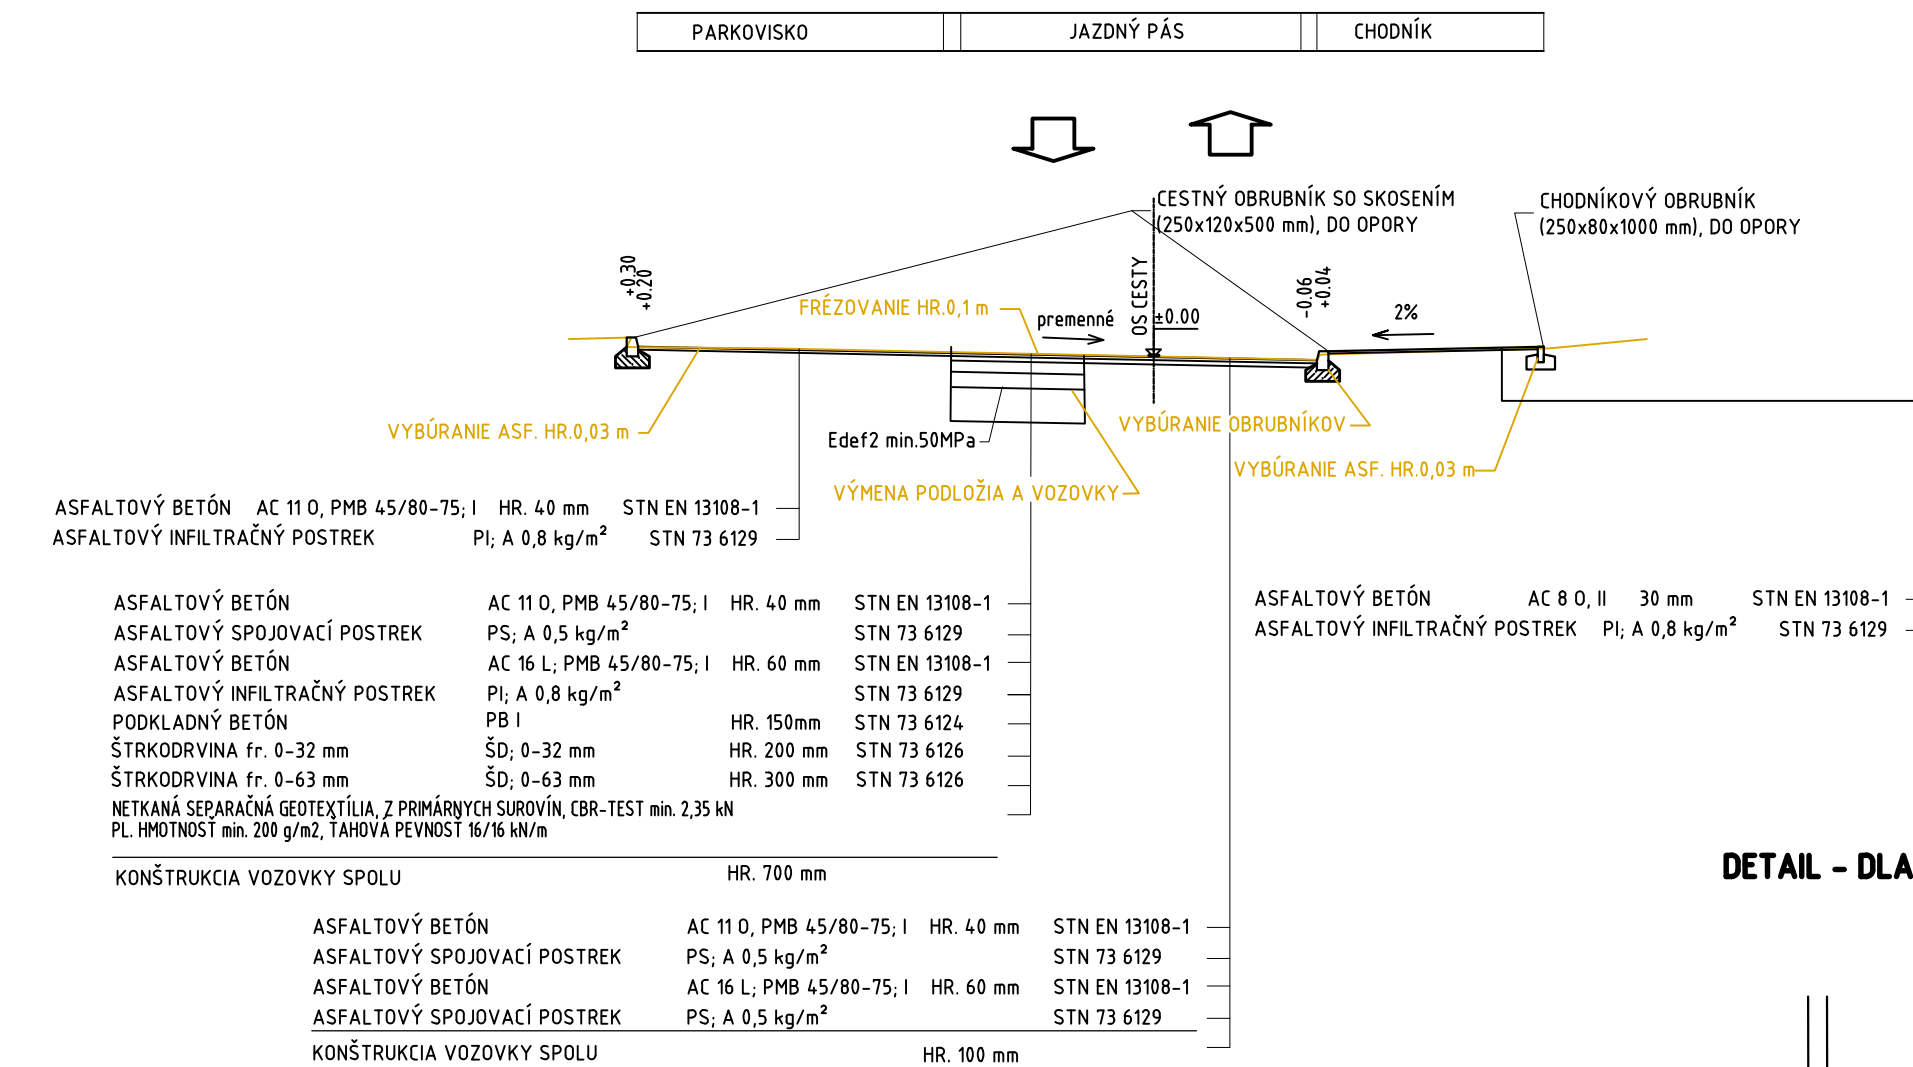 PARKOVISKO JAZDNÝ PÁS CHODNÍK
CESTNÝ OBRUBNÍK SO SKOSENÍM
(250x120x500 mm), DO OPORY
CHODNÍKOVÝ OBRUBNÍK
(250x80x1000 mm), DO OPORY
+0.30
+0.20
OS CESTY
-0.06
+0.04
FRÉZOVANIE HR.0,1 m
premenné
±0.00
2%
VYBÚRANIE ASF. HR.0,03 m
Edef2 min.50MPa
VYBÚRANIE OBRUBNÍKOV
VYBÚRANIE ASF. HR.0,03 m
VÝMENA PODLOŽIA A VOZOVKY
ASFALTOVÝ BETÓN AC 11 O, PMB 45/80-75; I HR. 40 mm STN EN 13108-1
ASFALTOVÝ INFILTRAČNÝ POSTREK PI; A 0,8 kg/m² STN 73 6129
ASFALTOVÝ BETÓN AC 11 O, PMB 45/80-75; I HR. 40 mm STN EN 13108-1
ASFALTOVÝ SPOJOVACÍ POSTREK PS; A 0,5 kg/m² STN 73 6129
ASFALTOVÝ BETÓN AC 16 L; PMB 45/80-75; I HR. 60 mm STN EN 13108-1
ASFALTOVÝ INFILTRAČNÝ POSTREK PI; A 0,8 kg/m² STN 73 6129
PODKLADNÝ BETÓN PB I HR. 150mm STN 73 6124
ŠTRKODRVINA fr. 0-32 mm ŠD; 0-32 mm HR. 200 mm STN 73 6126
ŠTRKODRVINA fr. 0-63 mm ŠD; 0-63 mm HR. 300 mm STN 73 6126
NETKANÁ SEPARAČNÁ GEOTEXTÍLIA, Z PRIMÁRNYCH SUROVÍN, CBR-TEST min. 2,35 kN
PL. HMOTNOSŤ min. 200 g/m2, ŤAHOVÁ PEVNOSŤ 16/16 kN/m
KONŠTRUKCIA VOZOVKY SPOLU HR. 700 mm
ASFALTOVÝ BETÓN AC 8 O, II 30 mm STN EN 13108-1
ASFALTOVÝ INFILTRAČNÝ POSTREK PI; A 0,8 kg/m² STN 73 6129
DETAIL - DLA
ASFALTOVÝ BETÓN AC 11 O, PMB 45/80-75; I HR. 40 mm STN EN 13108-1
ASFALTOVÝ SPOJOVACÍ POSTREK PS; A 0,5 kg/m² STN 73 6129
ASFALTOVÝ BETÓN AC 16 L; PMB 45/80-75; I HR. 60 mm STN EN 13108-1
ASFALTOVÝ SPOJOVACÍ POSTREK PS; A 0,5 kg/m² STN 73 6129
KONŠTRUKCIA VOZOVKY SPOLU HR. 100 mm